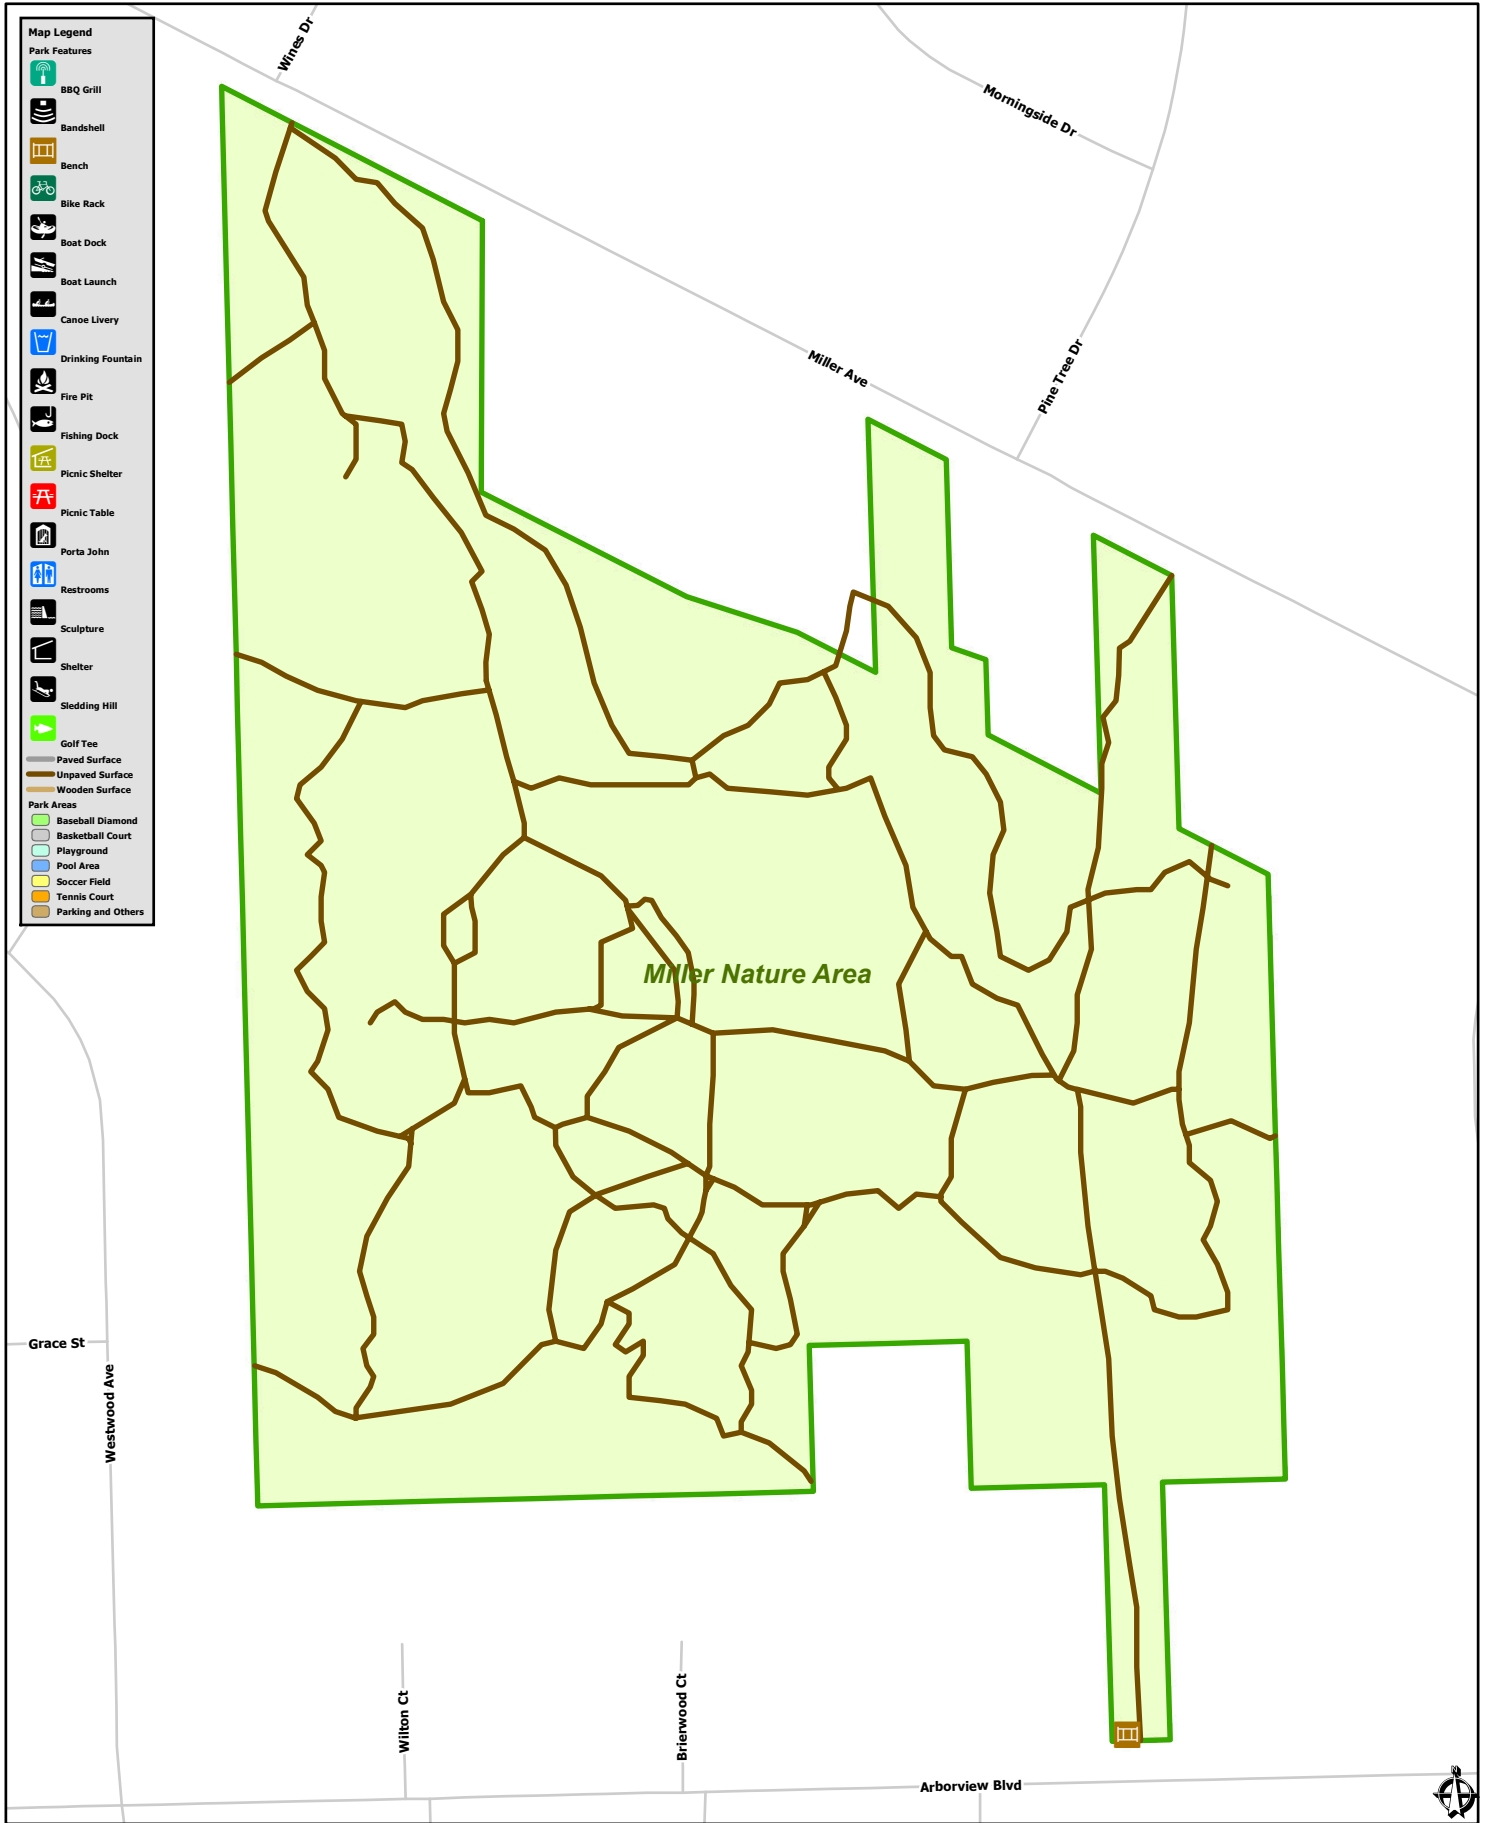 Map Legend
Park Features
BBQ Grill
Bandshell
Bench
Bike Rack
Boat Dock
Boat Launch
Canoe Livery
Drinking Fountain
Fire Pit
Fishing Dock
Picnic Shelter
Picnic Table
Porta John
Restrooms
Sculpture
Shelter
Sledding Hill
Golf Tee
Paved Surface
Unpaved Surface
Wooden Surface
Park Areas
Baseball Diamond
Basketball Court
Playground
Pool Area
Soccer Field
Tennis Court
Parking and Others
Wines Dr
Morningside Dr
Miller Ave
Pine Tree Dr
Miller Nature Area
Grace St
Westwood Ave
Wilton Ct
Brierwood Ct
Arborview Blvd
N